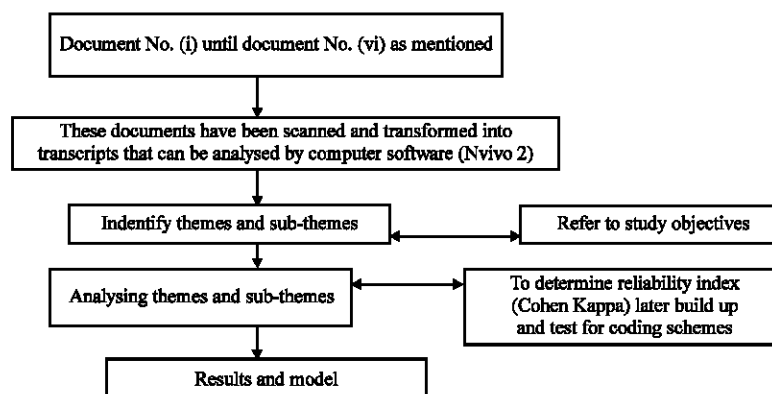 Document No. (i) until document No. (vi) as mentioned
These documents have been scanned and transformed into
transcripts that can be analysed by computer software (Nvivo 2)
Indentify themes and sub-themes
Refer to study objectives
Analysing themes and sub-themes
To determine reliability index
(Cohen Kappa) later build up
and test for coding schemes
Results and model